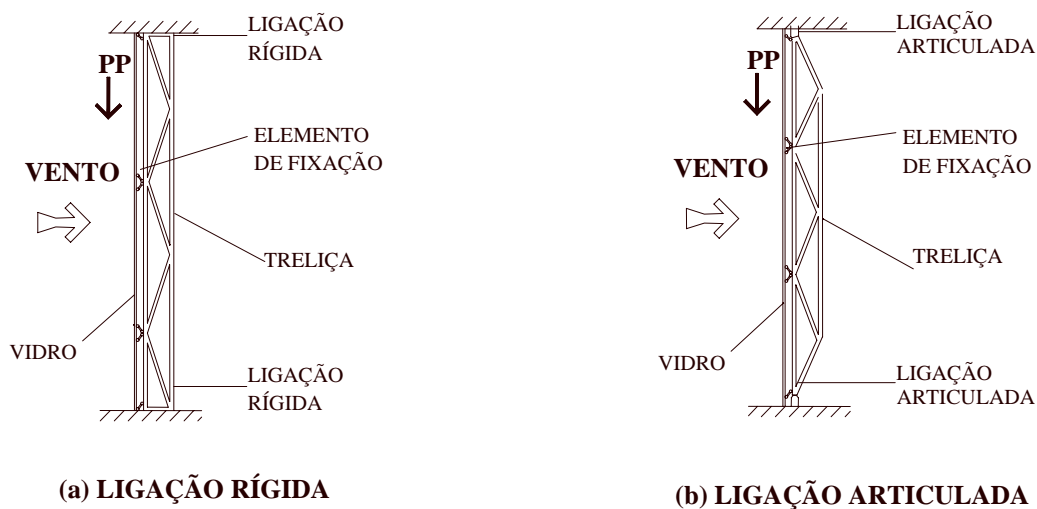 LIGAÇÃO
RÍGIDA
PP
ELEMENTO
DE FIXAÇÃO
VENTO
TRELIÇA
VIDRO
LIGAÇÃO
RÍGIDA
(a) LIGAÇÃO RÍGIDA
LIGAÇÃO
ARTICULADA
PP
ELEMENTO
DE FIXAÇÃO
VENTO
TRELIÇA
VIDRO
LIGAÇÃO
ARTICULADA
(b) LIGAÇÃO ARTICULADA